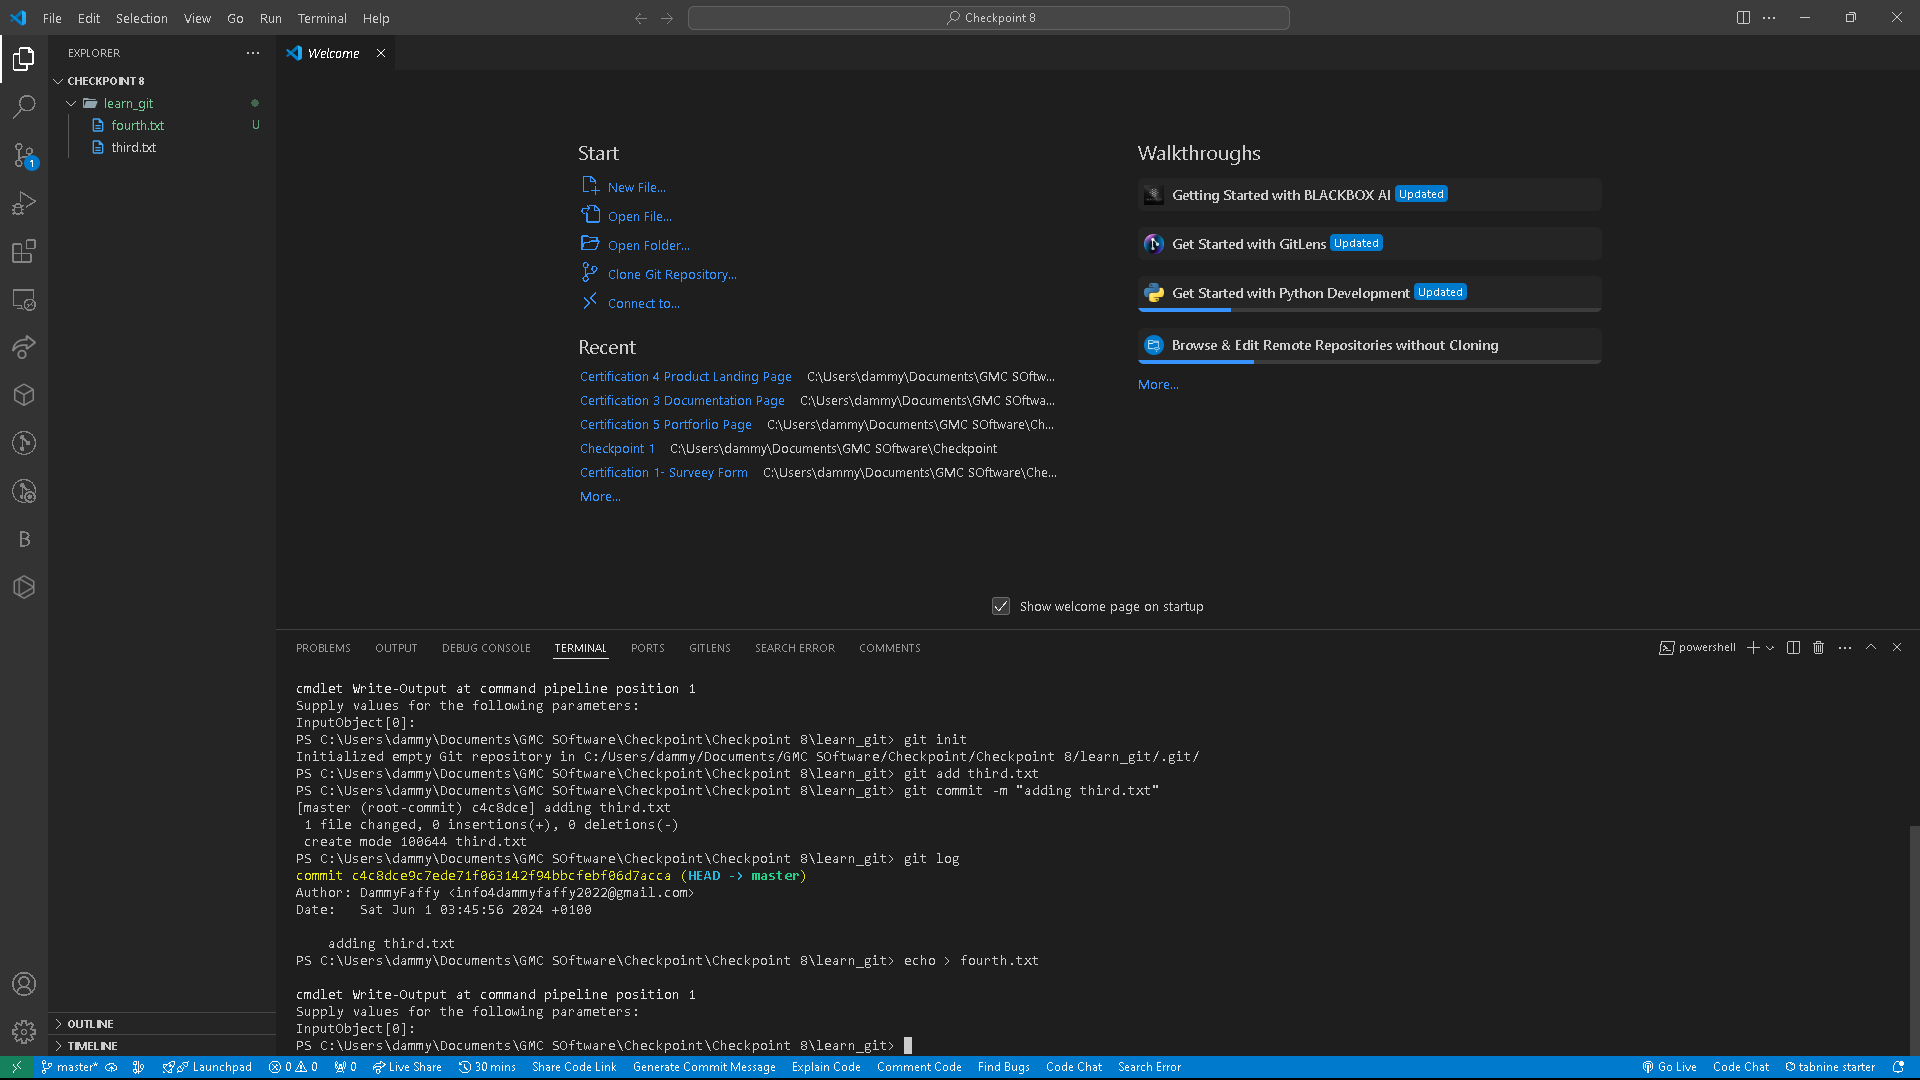 File Edit Selection View Go Run Terminal Help
Checkpoint 8
EXPLORER
CHECKPOINT 8
learn_git
fourth.txt U
third.txt
1
B
OUTLINE
TIMELINE
Welcome
Start
New File...
Open File...
Open Folder...
Clone Git Repository...
Connect to...
Recent
Certification 4 Product Landing Page C:\Users\dammy\Documents\GMC SOftw...
Certification 3 Documentation Page C:\Users\dammy\Documents\GMC SOftwa...
Certification 5 Portforlio Page C:\Users\dammy\Documents\GMC SOftware\Ch...
Checkpoint 1 C:\Users\dammy\Documents\GMC SOftware\Checkpoint
Certification 1- Surveey Form C:\Users\dammy\Documents\GMC SOftware\Che...
More...
Walkthroughs
Getting Started with BLACKBOX AI Updated
Get Started with GitLens Updated
Get Started with Python Development Updated
Browse & Edit Remote Repositories without Cloning
More...
Show welcome page on startup
PROBLEMS OUTPUT DEBUG CONSOLE TERMINAL PORTS GITLENS SEARCH ERROR COMMENTS
powershell
cmdlet Write-Output at command pipeline position 1
Supply values for the following parameters:
InputObject[0]:
PS C:\Users\dammy\Documents\GMC SOftware\Checkpoint\Checkpoint 8\learn_git> git init
Initialized empty Git repository in C:/Users/dammy/Documents/GMC SOftware/Checkpoint/Checkpoint 8/learn_git/.git/
PS C:\Users\dammy\Documents\GMC SOftware\Checkpoint\Checkpoint 8\learn_git> git add third.txt
PS C:\Users\dammy\Documents\GMC SOftware\Checkpoint\Checkpoint 8\learn_git> git commit -m "adding third.txt"
[master (root-commit) c4c8dce] adding third.txt
1 file changed, 0 insertions(+), 0 deletions(-)
create mode 100644 third.txt
PS C:\Users\dammy\Documents\GMC SOftware\Checkpoint\Checkpoint 8\learn_git> git log
commit c4c8dce9c7ede71f063142f94bbcfebf06d7acca (HEAD -> master)
Author: DammyFaffy <info4dammyfaffy2022@gmail.com>
Date: Sat Jun 1 03:45:56 2024 +0100
adding third.txt
PS C:\Users\dammy\Documents\GMC SOftware\Checkpoint\Checkpoint 8\learn_git> echo > fourth.txt
cmdlet Write-Output at command pipeline position 1
Supply values for the following parameters:
InputObject[0]:
PS C:\Users\dammy\Documents\GMC SOftware\Checkpoint\Checkpoint 8\learn_git>
master* Launchpad 0 0 0 Live Share 30 mins Share Code Link Generate Commit Message Explain Code Comment Code Find Bugs Code Chat Search Error Go Live Code Chat tabnine starter